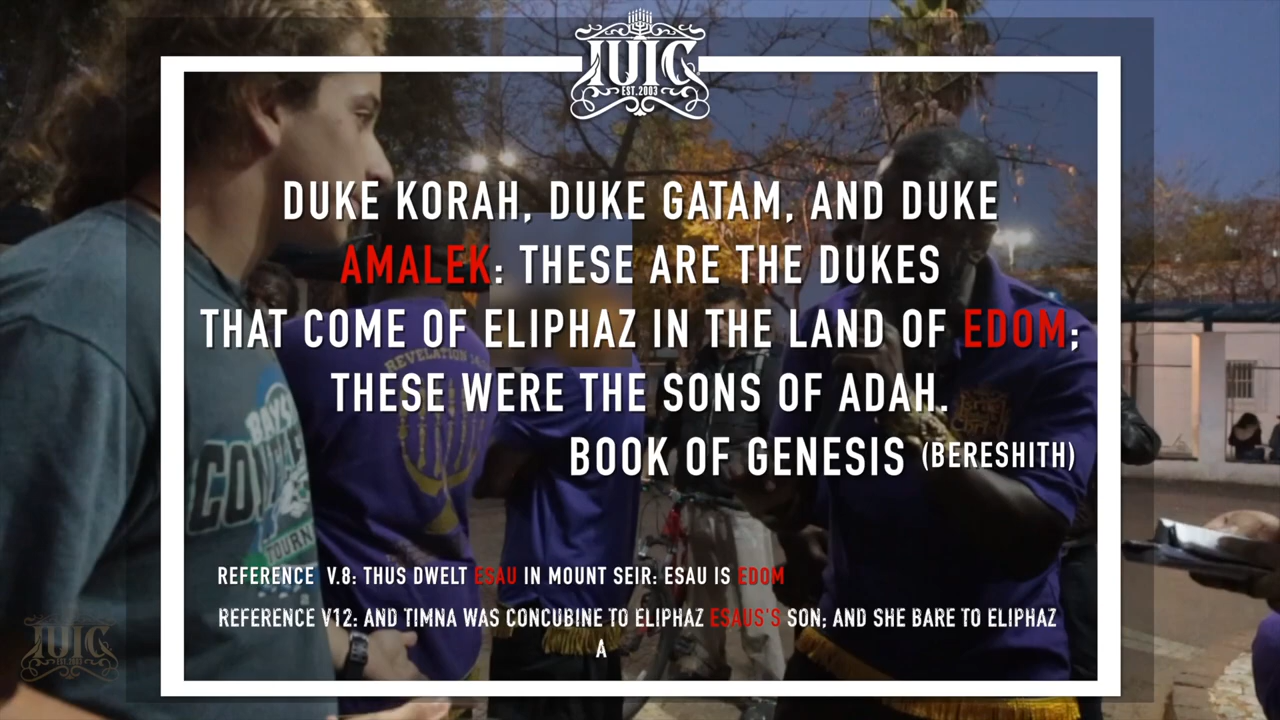 IUIC
EST.2003
DUKE KORAH, DUKE GATAM, AND DUKE
AMALEK: THESE ARE THE DUKES
THAT COME OF ELIPHAZ IN THE LAND OF EDOM;
THESE WERE THE SONS OF ADAH.
BOOK OF GENESIS (BERESHITH)
REVELATION
REFERENCE V.8: THUS DWELT ESAU IN MOUNT SEIR: ESAU IS EDOM
REFERENCE V12: AND TIMNA WAS CONCUBINE TO ELIPHAZ ESAUS'S SON; AND SHE BARE TO ELIPHAZ
A
IUIC